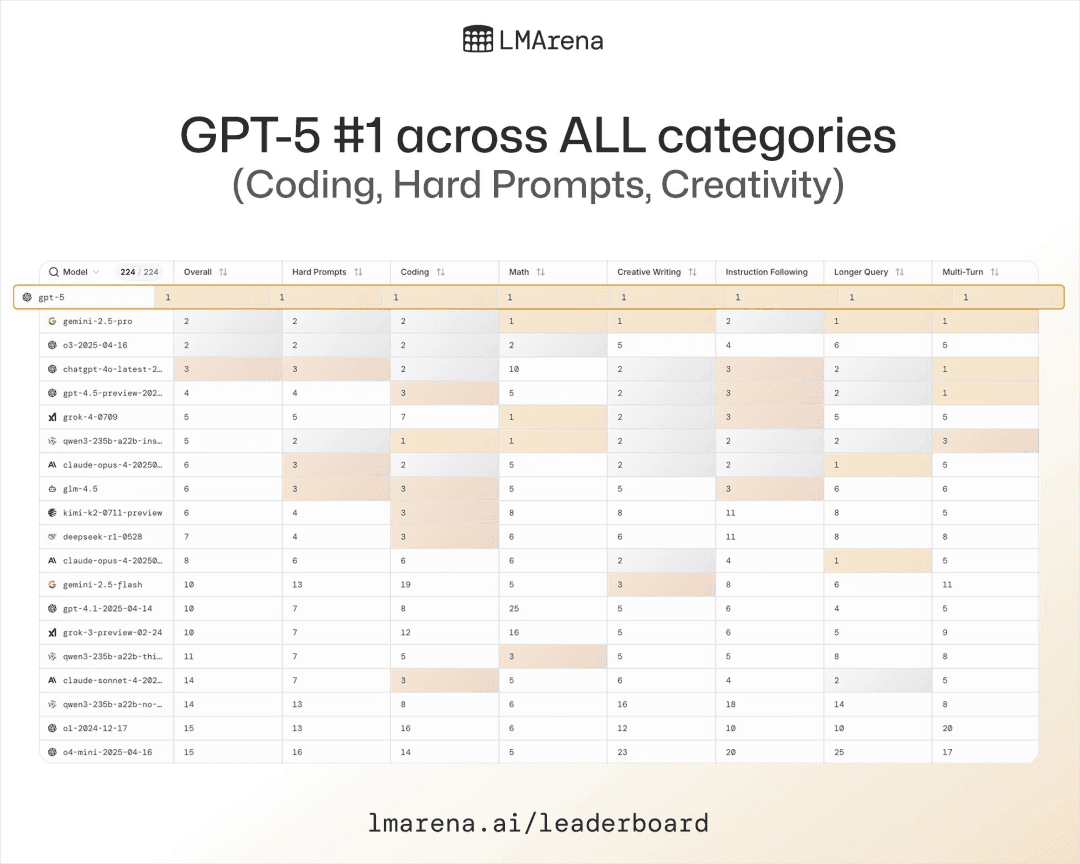 LMArena
GPT-5 #1 across ALL categories
(Coding, Hard Prompts, Creativity)
Model 224 / 224 Overall Hard Prompts Coding Math Creative Writing Instruction Following Longer Query Multi-Turn
gpt-5 1 1 1 1 1 1 1 1
gemini-2.5-pro 2 2 2 1 1 2 1 1
o3-2025-04-16 2 2 2 2 5 4 6 5
chatgpt-4o-latest-2… 3 3 2 10 2 3 2 1
gpt-4.5-preview-202… 4 4 3 5 2 3 2 1
grok-4-0709 5 5 7 1 2 3 5 5
qwen3-235b-a22b-ins… 5 2 1 1 2 2 2 3
claude-opus-4-20250… 6 3 2 5 2 2 1 5
glm-4.5 6 3 3 5 5 3 6 6
kimi-k2-0711-preview 6 4 3 8 8 11 8 5
deepseek-r1-0528 7 4 3 6 6 11 8 8
claude-opus-4-20250… 8 6 6 6 2 4 1 5
gemini-2.5-flash 10 13 19 5 3 8 6 11
gpt-4.1-2025-04-14 10 7 8 25 5 6 4 5
grok-3-preview-02-24 10 7 12 16 5 6 5 9
qwen3-235b-a22b-thi… 11 7 5 3 5 5 8 8
claude-sonnet-4-202… 14 7 3 5 6 4 2 5
qwen3-235b-a22b-no-… 14 13 8 6 16 18 14 8
o1-2024-12-17 15 13 16 6 12 10 10 20
o4-mini-2025-04-16 15 16 14 5 23 20 25 17
lmarena.ai/leaderboard